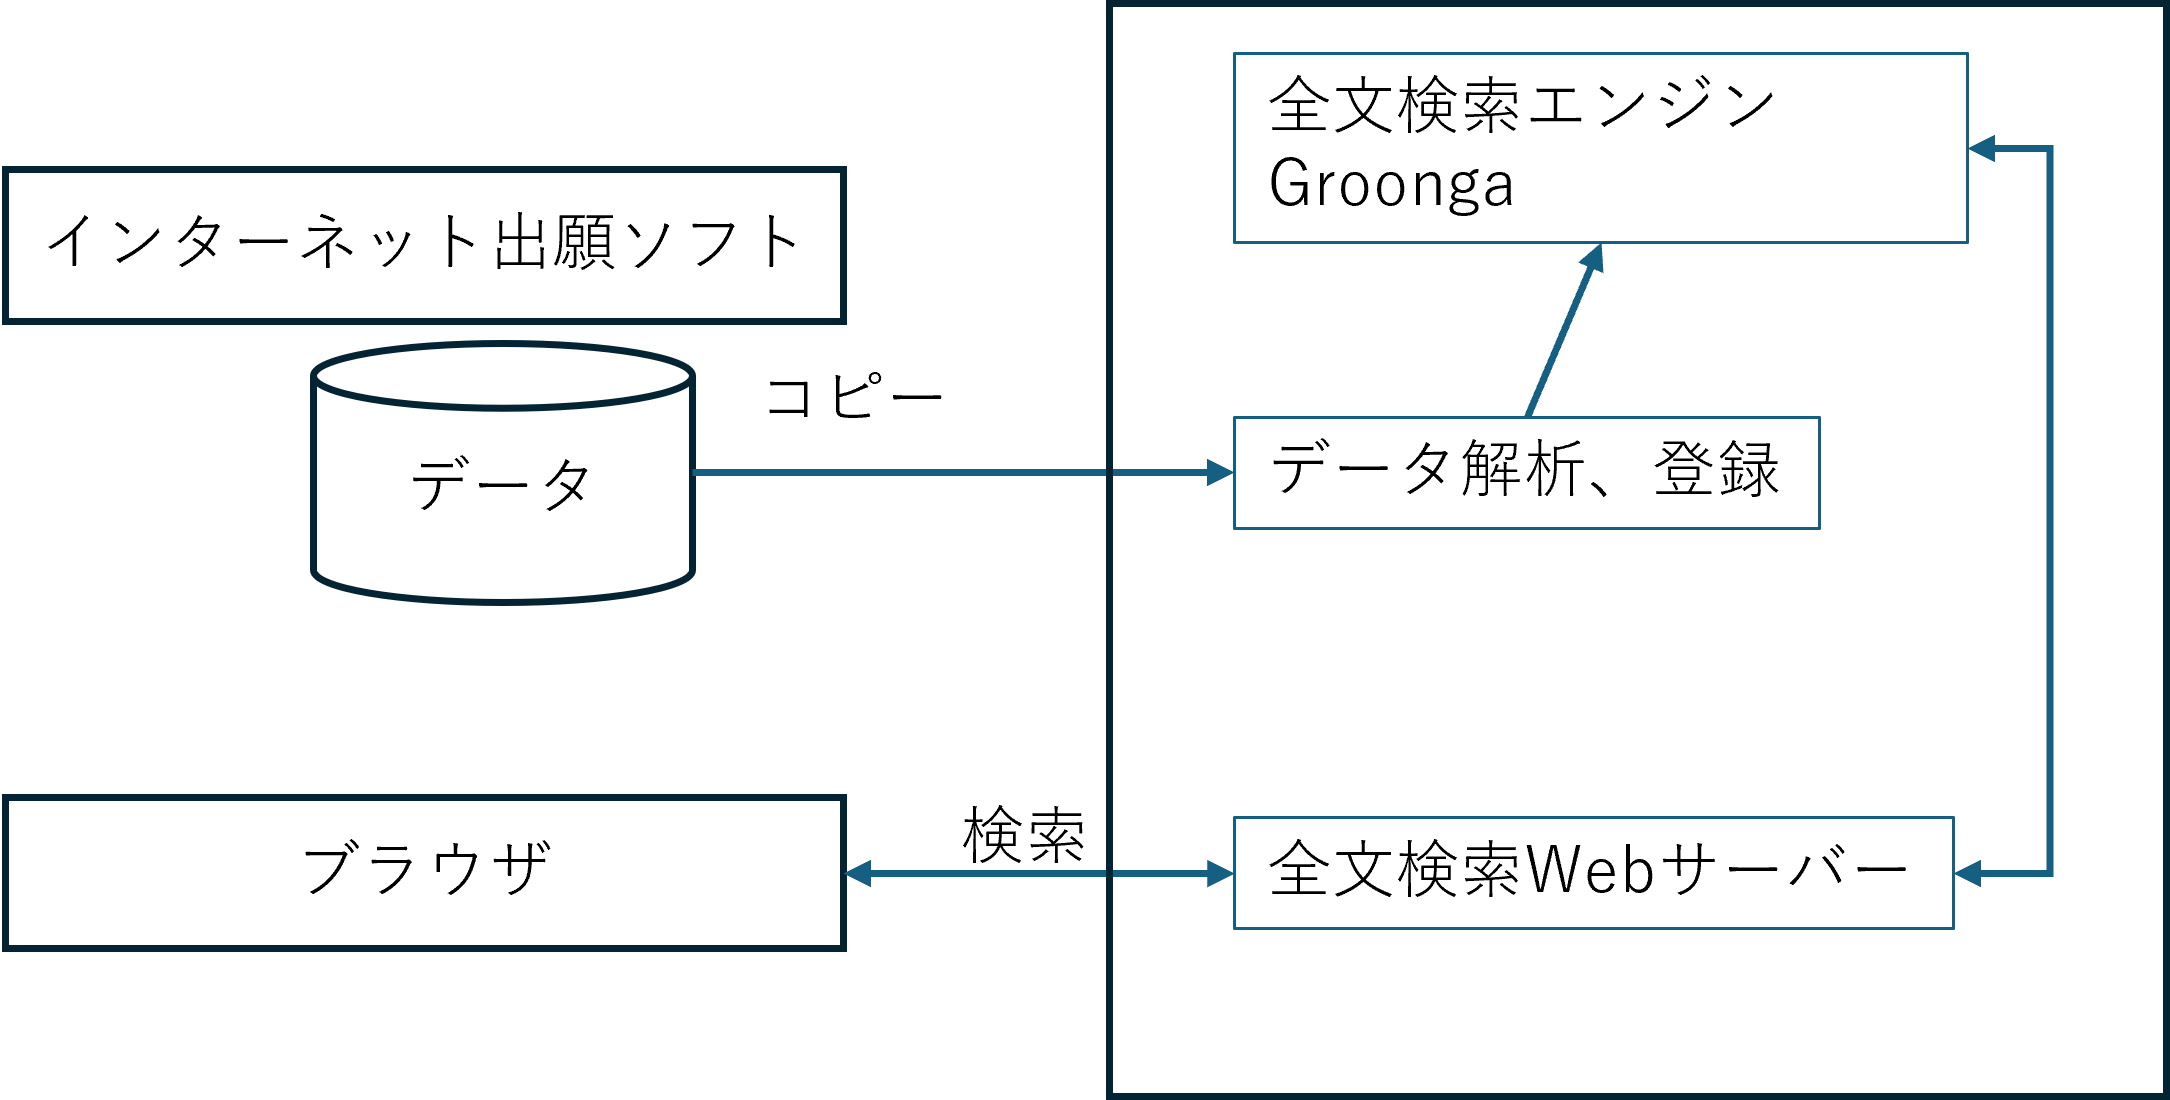 全文検索エンジン
Groonga
インターネット出願ソフト
コピー
データ
データ解析、登録
検索
ブラウザ
全文検索Webサーバー